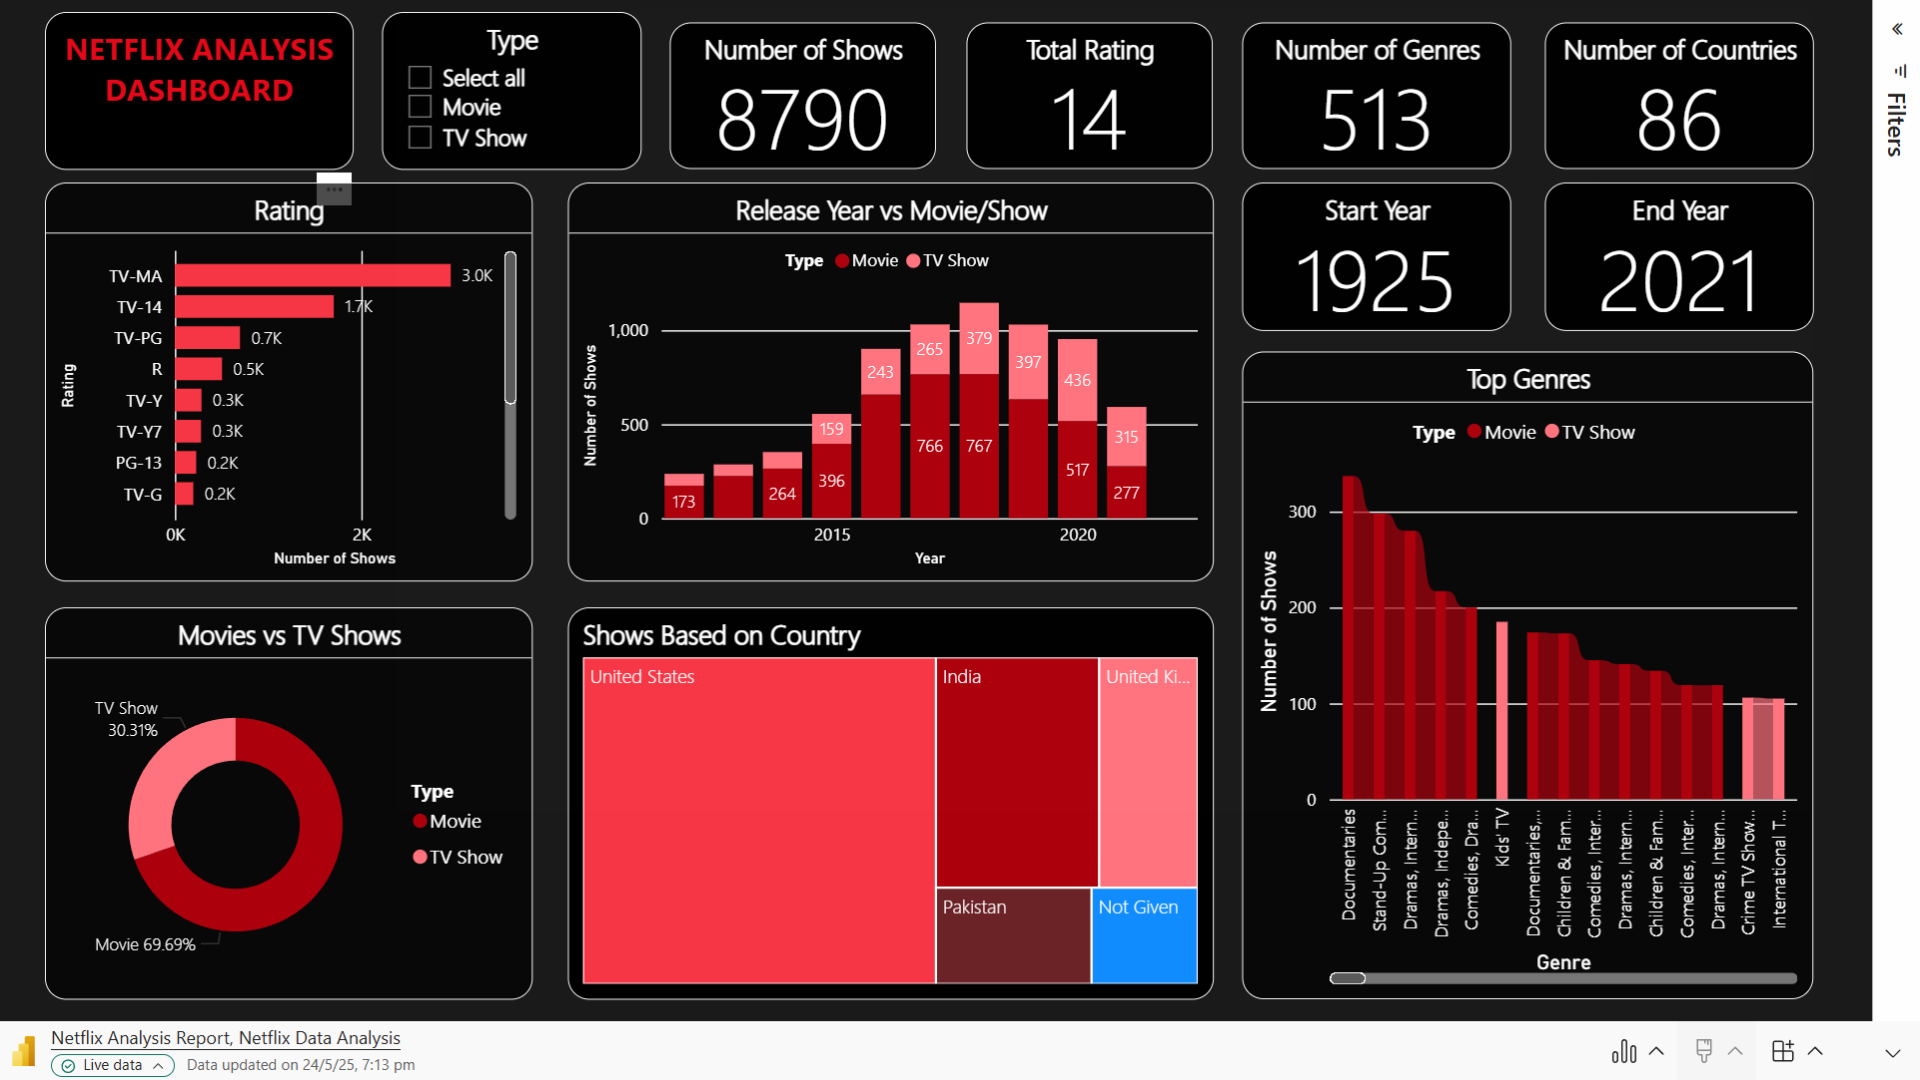 NETFLIX ANALYSIS
DASHBOARD
Type
Select all
Movie
TV Show
Number of Shows
8790
Total Rating
14
Number of Genres
513
Number of Countries
86
Filters
Rating
Rating
TV-MA
3.0K
TV-14
1.7K
TV-PG
0.7K
R
0.5K
TV-Y
0.3K
TV-Y7
0.3K
PG-13
0.2K
TV-G
0.2K
0K
2K
Number of Shows
Release Year vs Movie/Show
Type Movie TV Show
Number of Shows
1,000
500
0
173
264
159
396
243
265
766
379
767
397
436
517
315
277
2015
2020
Year
Start Year
1925
End Year
2021
Top Genres
Type Movie TV Show
Number of Shows
300
200
100
0
Documentaries
Stand-Up Com...
Dramas, Intern...
Dramas, Indepe...
Comedies, Dra...
Kids' TV
Documentaries,...
Children & Fam...
Comedies, Inter...
Dramas, Intern...
Children & Fam...
Comedies, Inter...
Dramas, Intern...
Crime TV Show...
International T...
Genre
Movies vs TV Shows
TV Show
30.31%
Movie 69.69%
Type
Movie
TV Show
Shows Based on Country
United States
India
United Ki...
Pakistan
Not Given
Netflix Analysis Report, Netflix Data Analysis
Live data
Data updated on 24/5/25, 7:13 pm